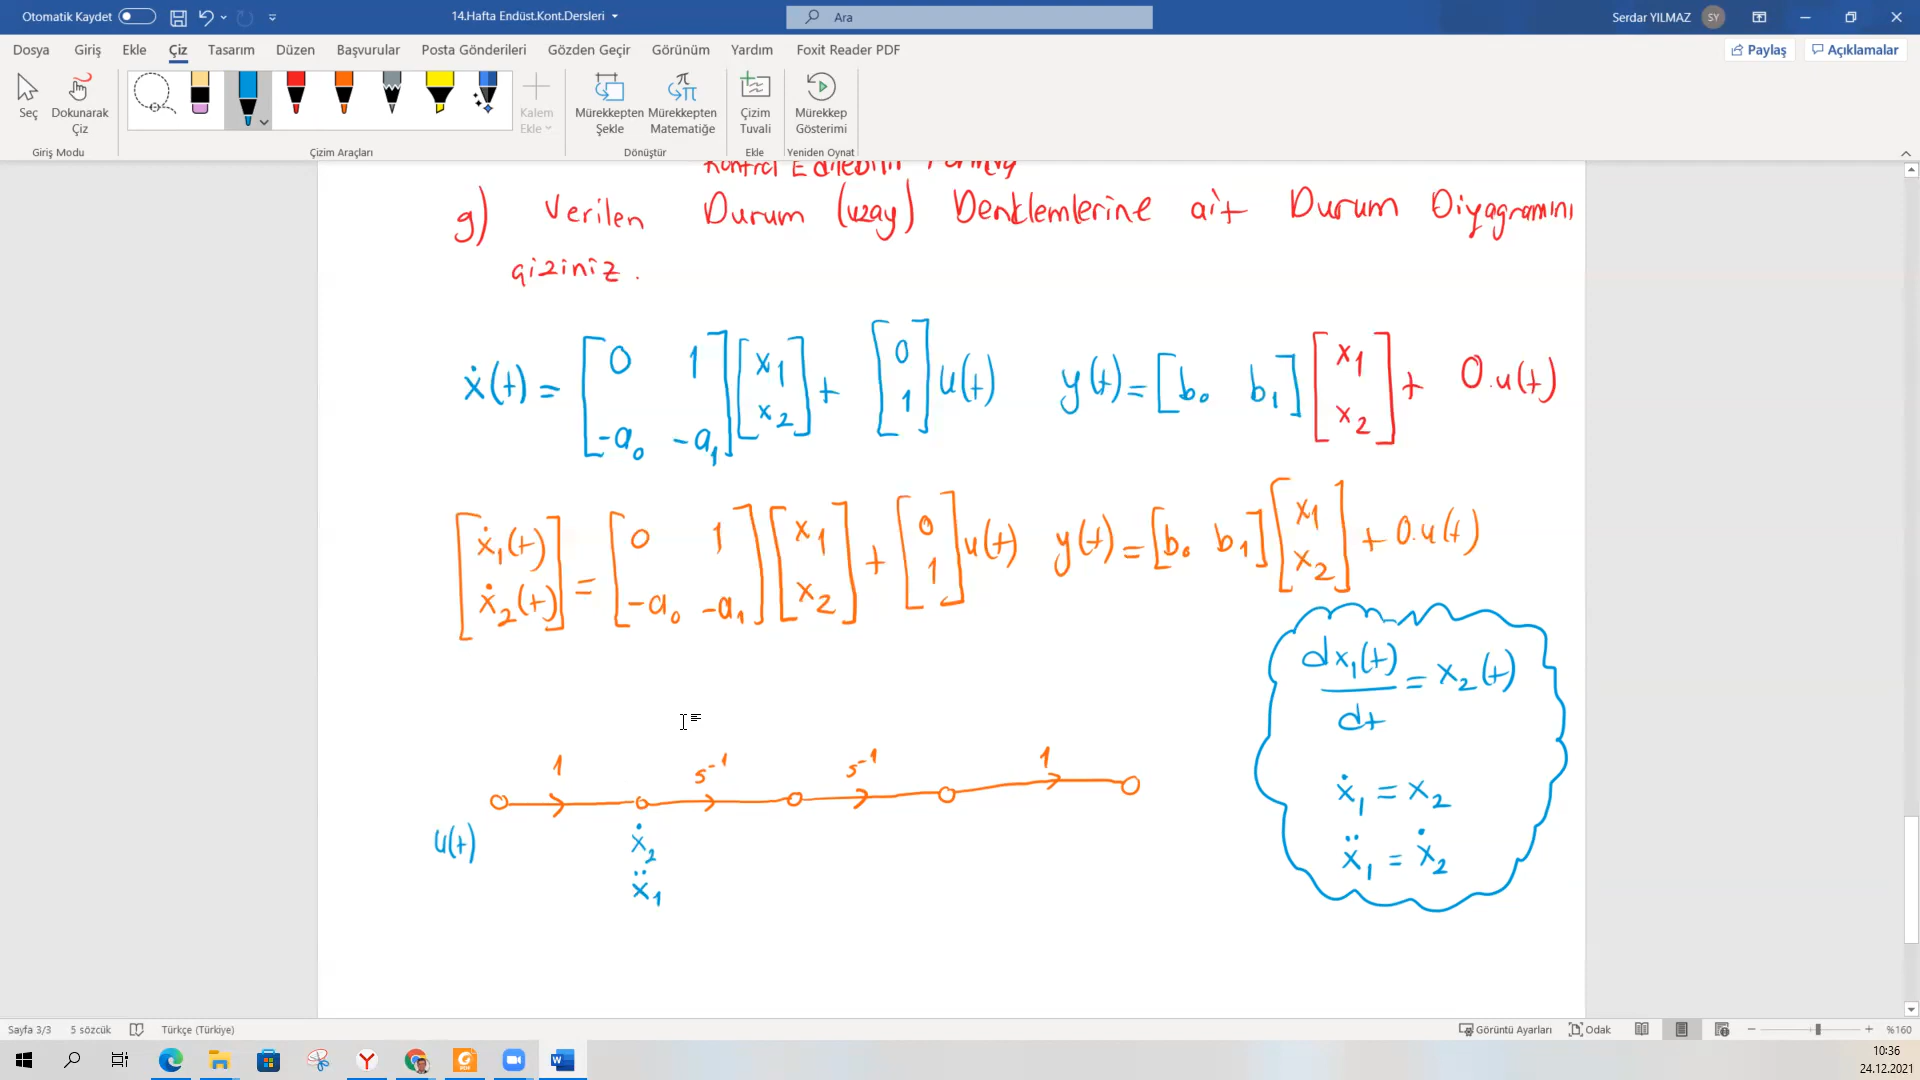 Otomatik Kaydet
14.Hafta Endüst.Kont.Dersleri
Ara
Serdar YILMAZ
SY
Dosya Giriş Ekle Çiz Tasarım Düzen Başvurular Posta Gönderileri Gözden Geçir Görünüm Yardım Foxit Reader PDF
Paylaş
Açıklamalar
Seç
Dokunarak Çiz
Kalem Ekle
Mürekkepten Şekle
Mürekkepten Matematiğe
Çizim Tuvali
Mürekkep Gösterimi
Giriş Modu
Çizim Araçları
Dönüştür
Ekle
Yeniden Oynat
Kontrol Edilebilir
g) Verilen Durum (uzay) Denklemlerine ait Durum Diyagramını
çiziniz.
ẋ(t) = [0 1; -a₀ -a₁] [x₁; x₂] + [0; 1] u(t) y(t) = [b₀ b₁] [x₁; x₂] + 0.u(t)
[ẋ₁(t); ẋ₂(t)] = [0 1; -a₀ -a₁] [x₁; x₂] + [0; 1] u(t) y(t) = [b₀ b₁] [x₁; x₂] + 0.u(t)
dx₁(t)/dt = x₂(t)
ẋ₁ = x₂
ẍ₁ = ẋ₂
1 s⁻¹ s⁻¹ 1
u(t)
ẋ₂
ẍ₁
Sayfa 3/3 5 sözcük Türkçe (Türkiye)
Görüntü Ayarları Odak %160
10:36
24.12.2021